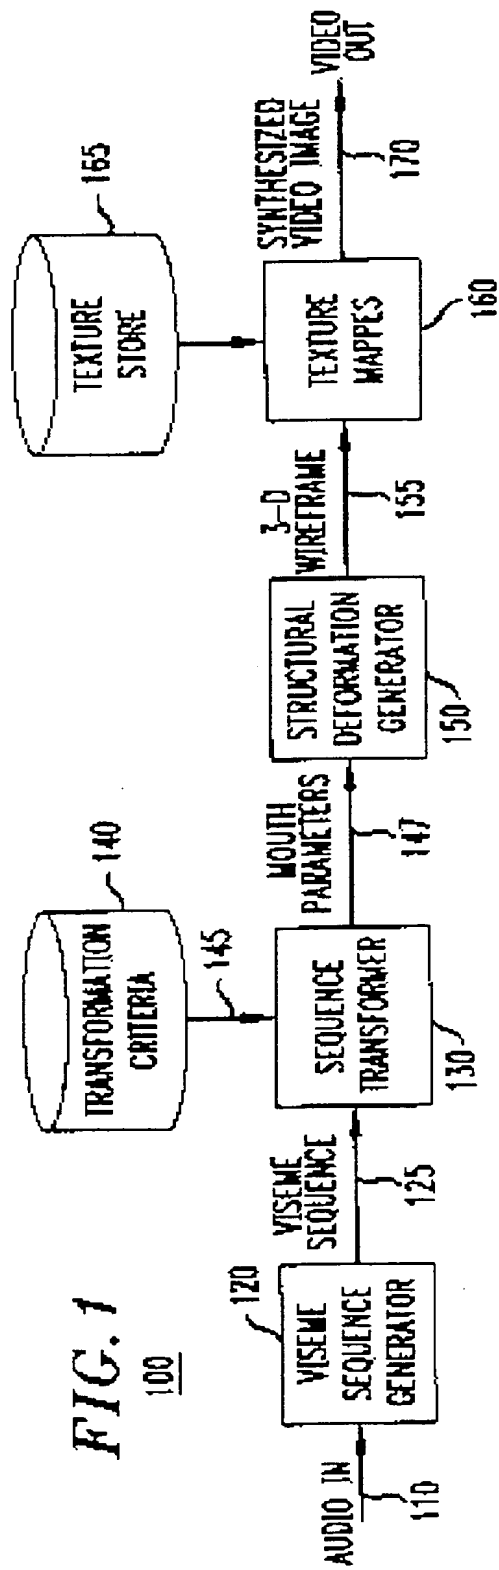 FIG. 1
100
AUDIO IN
110
120
VISEME
SEQUENCE
GENERATOR
VISEME
SEQUENCE
125
TRANSFORMATION
CRITERIA
140
145
SEQUENCE
TRANSFORMER
130
MOUTH
PARAMETERS
147
STRUCTURAL
DEFORMATION
GENERATOR
150
3-D
WIREFRAME
155
TEXTURE
STORE
165
TEXTURE
MAPPES
160
SYNTHESIZED
VIDEO IMAGE
170
VIDEO
OUT